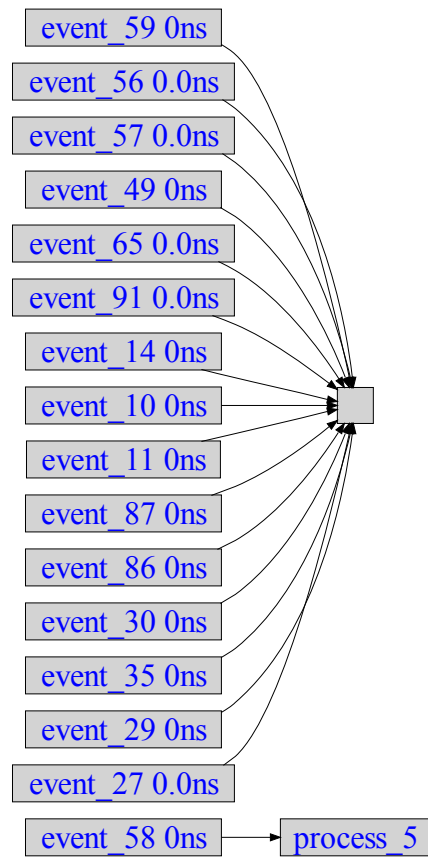 event_59 0ns
event_56 0.0ns
event_57 0.0ns
event_49 0ns
event_65 0.0ns
event_91 0.0ns
event_14 0ns
event_10 0ns
event_11 0ns
event_87 0ns
event_86 0ns
event_30 0ns
event_35 0ns
event_29 0ns
event_27 0.0ns
event_58 0ns process_5